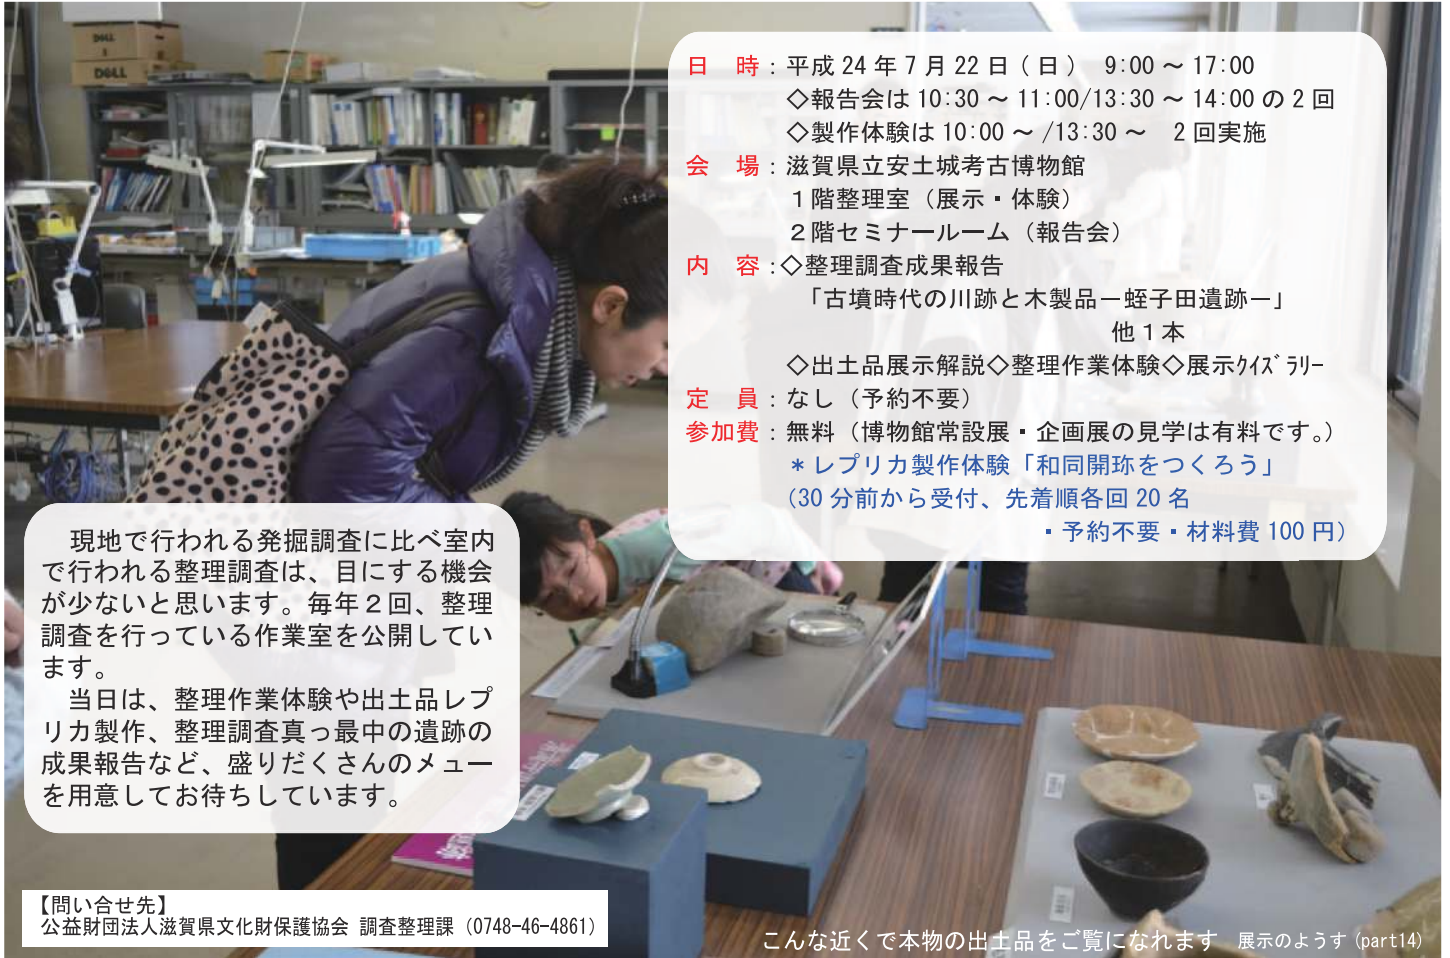 日　時：平成 24 年 7 月 22 日（日）　9:00 ～ 17:00
◇報告会は 10:30 ～ 11:00/13:30 ～ 14:00 の 2 回
◇製作体験は 10:00 ～ /13:30 ～　2 回実施
会　場：滋賀県立安土城考古博物館
１階整理室（展示・体験）
２階セミナールーム（報告会）
内　容：◇整理調査成果報告
「古墳時代の川跡と木製品－蛭子田遺跡－」
他１本
◇出土品展示解説◇整理作業体験◇展示ｸｲｽﾞﾗﾘｰ
定　員：なし（予約不要）
参加費：無料（博物館常設展・企画展の見学は有料です。）
＊レプリカ製作体験「和同開珎をつくろう」
（30 分前から受付、先着順各回 20 名
・予約不要・材料費 100 円）
現地で行われる発掘調査に比べ室内
で行われる整理調査は、目にする機会
が少ないと思います。毎年２回、整理
調査を行っている作業室を公開してい
ます。
当日は、整理作業体験や出土品レプ
リカ製作、整理調査真っ最中の遺跡の
成果報告など、盛りだくさんのメニュー
を用意してお待ちしています。
【問い合せ先】
公益財団法人滋賀県文化財保護協会 調査整理課（0748-46-4861）
こんな近くで本物の出土品をご覧になれます　展示のようす（part14）
DELL
DELL